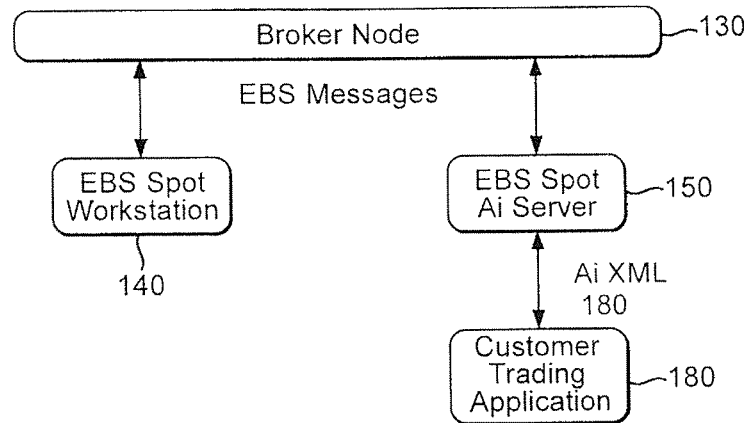 Broker Node
130
EBS Messages
EBS Spot
Workstation
140
EBS Spot
Ai Server
150
Ai XML
180
Customer
Trading
Application
180